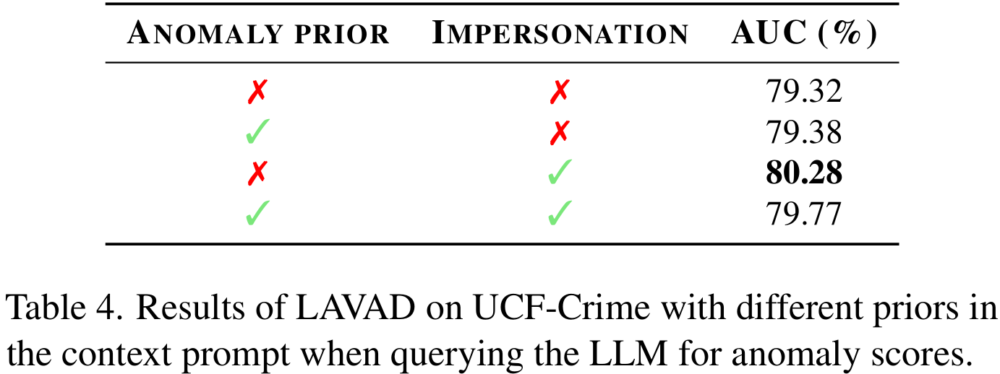 ANOMALY PRIOR IMPERSONATION AUC (%)
✗ ✗ 79.32
✓ ✗ 79.38
✗ ✓ 80.28
✓ ✓ 79.77
Table 4. Results of LAVAD on UCF-Crime with different priors in
the context prompt when querying the LLM for anomaly scores.